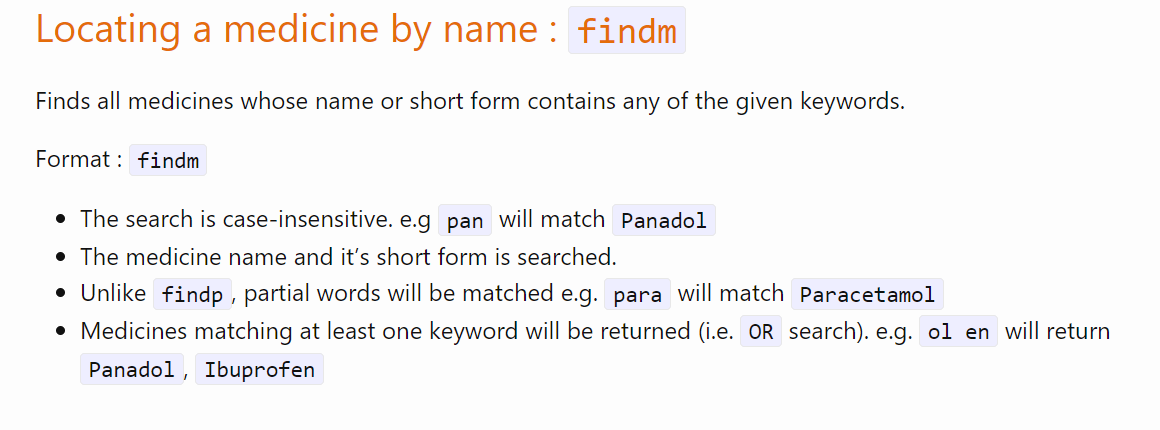 Locating a medicine by name : findm
Finds all medicines whose name or short form contains any of the given keywords.
Format : findm
• The search is case-insensitive. e.g pan will match Panadol
• The medicine name and it’s short form is searched.
• Unlike findp , partial words will be matched e.g. para will match Paracetamol
• Medicines matching at least one keyword will be returned (i.e. OR search). e.g. ol en will return
Panadol , Ibuprofen